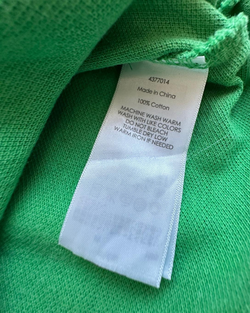 4377014
Made in China
100% Cotton
MACHINE WASH WARM
WASH WITH LIKE COLORS
DO NOT BLEACH
TUMBLE DRY LOW
WARM IRON IF NEEDED